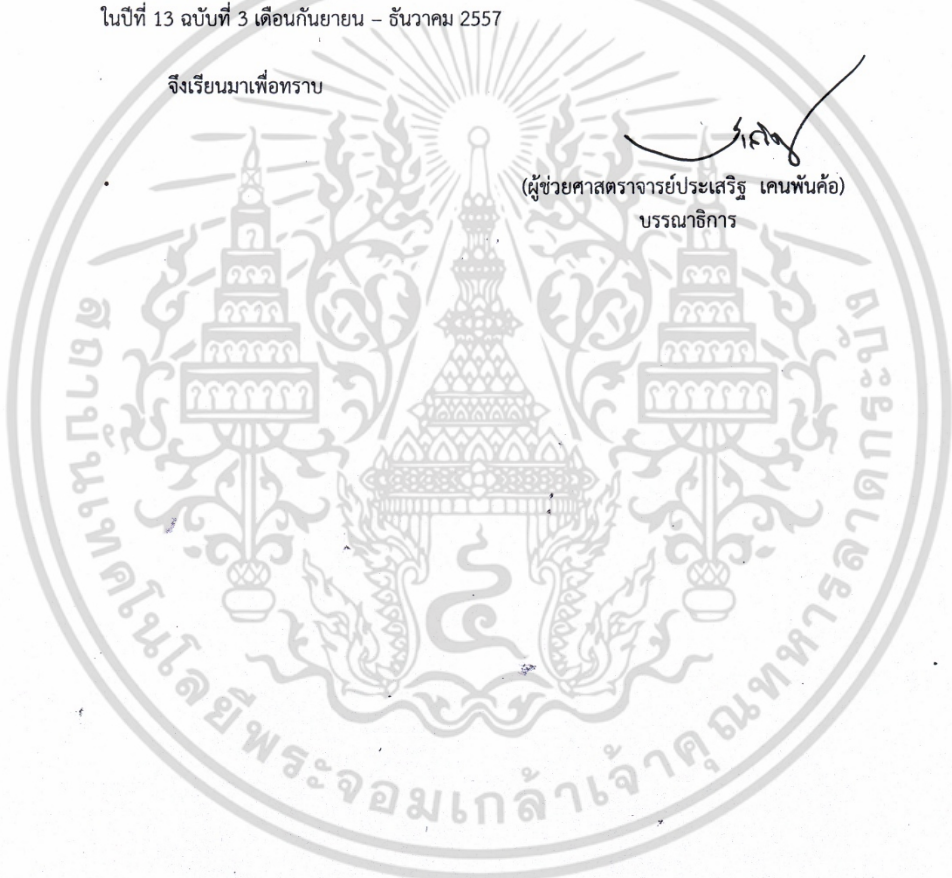 ในปีที่ 13 ฉบับที่ 3 เดือนกันยายน – ธันวาคม 2557
จึงเรียนมาเพื่อทราบ
(ผู้ช่วยศาสตราจารย์ประเสริฐ เคนพันค้อ)
บรรณาธิการ
๔
สถาบันเทคโนโลยีพระจอมเกล้าเจ้าคุณทหารลาดกระบัง